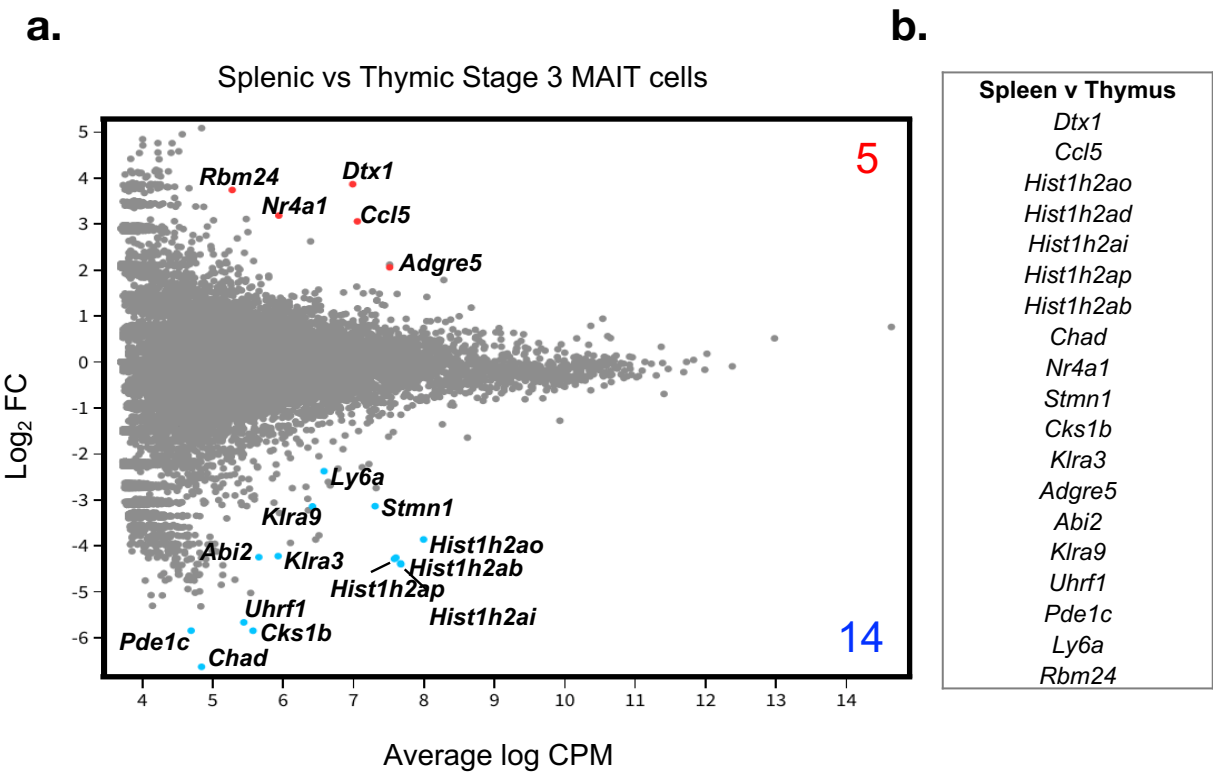 a.
Splenic vs Thymic Stage 3 MAIT cells
5
4
3
2
1
0
-1
-2
-3
-4
-5
-6
Log2 FC
Rbm24
Dtx1
Nr4a1
Ccl5
Adgre5
5
Ly6a
Klra9
Stmn1
Abi2
Klra3
Hist1h2ao
Hist1h2ab
Hist1h2ap
Hist1h2ai
Uhrf1
Cks1b
Pde1c
Chad
14
4 5 6 7 8 9 10 11 12 13 14
Average log CPM
b.
Spleen v Thymus
Dtx1
Ccl5
Hist1h2ao
Hist1h2ad
Hist1h2ai
Hist1h2ap
Hist1h2ab
Chad
Nr4a1
Stmn1
Cks1b
Klra3
Adgre5
Abi2
Klra9
Uhrf1
Pde1c
Ly6a
Rbm24